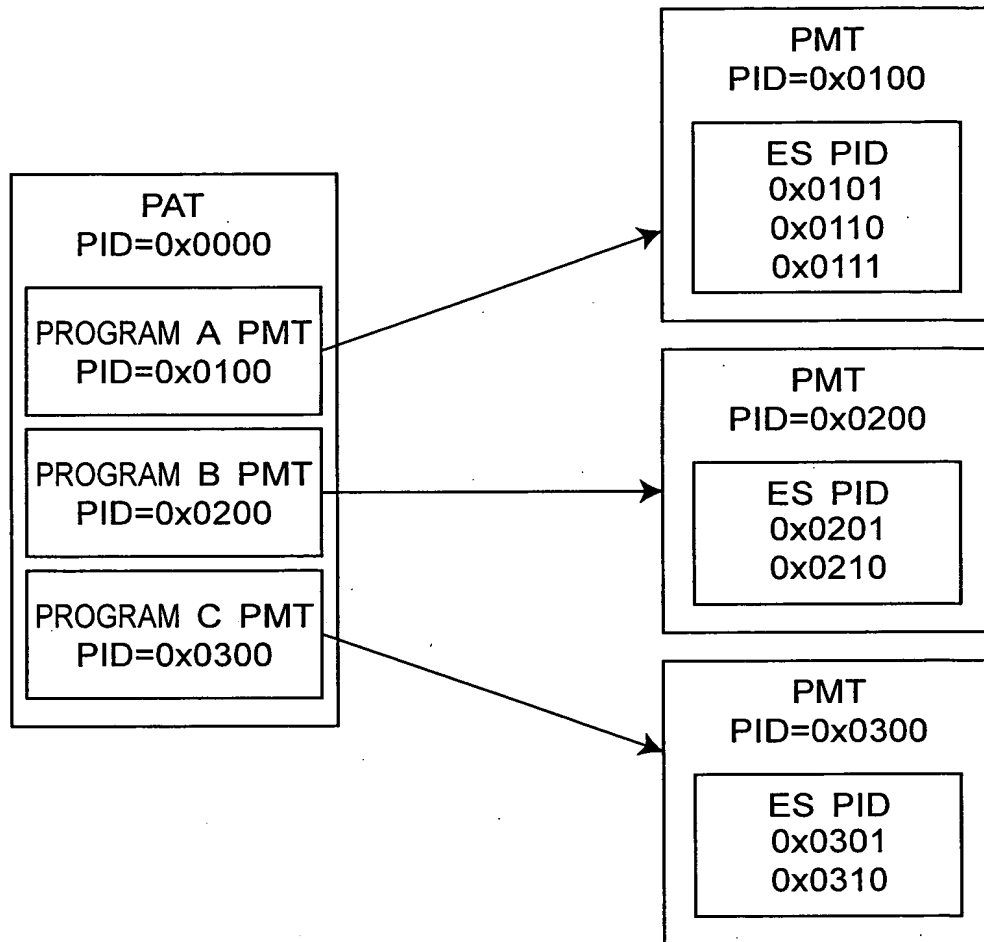 PAT
PID=0x0000
PROGRAM A PMT
PID=0x0100
PROGRAM B PMT
PID=0x0200
PROGRAM C PMT
PID=0x0300
PMT
PID=0x0100
ES PID
0x0101
0x0110
0x0111
PMT
PID=0x0200
ES PID
0x0201
0x0210
PMT
PID=0x0300
ES PID
0x0301
0x0310